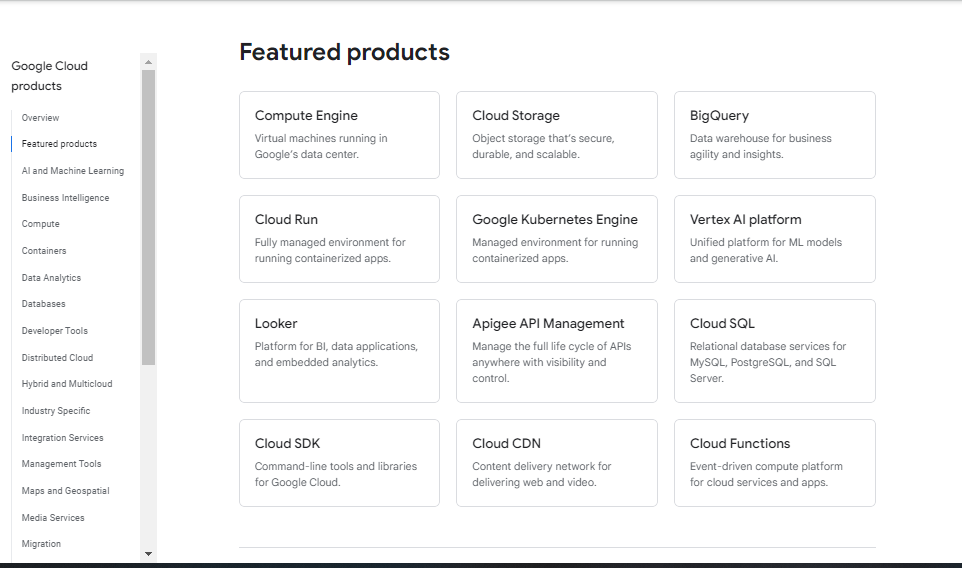 Google Cloud
products
Overview
Featured products
AI and Machine Learning
Business Intelligence
Compute
Containers
Data Analytics
Databases
Developer Tools
Distributed Cloud
Hybrid and Multicloud
Industry Specific
Integration Services
Management Tools
Maps and Geospatial
Media Services
Migration
Featured products
Compute Engine
Virtual machines running in
Google's data center.
Cloud Storage
Object storage that's secure,
durable, and scalable.
BigQuery
Data warehouse for business
agility and insights.
Cloud Run
Fully managed environment for
running containerized apps.
Google Kubernetes Engine
Managed environment for running
containerized apps.
Vertex AI platform
Unified platform for ML models
and generative AI.
Looker
Platform for BI, data applications,
and embedded analytics.
Apigee API Management
Manage the full life cycle of APIs
anywhere with visibility and
control.
Cloud SQL
Relational database services for
MySQL, PostgreSQL, and SQL
Server.
Cloud SDK
Command-line tools and libraries
for Google Cloud.
Cloud CDN
Content delivery network for
delivering web and video.
Cloud Functions
Event-driven compute platform
for cloud services and apps.